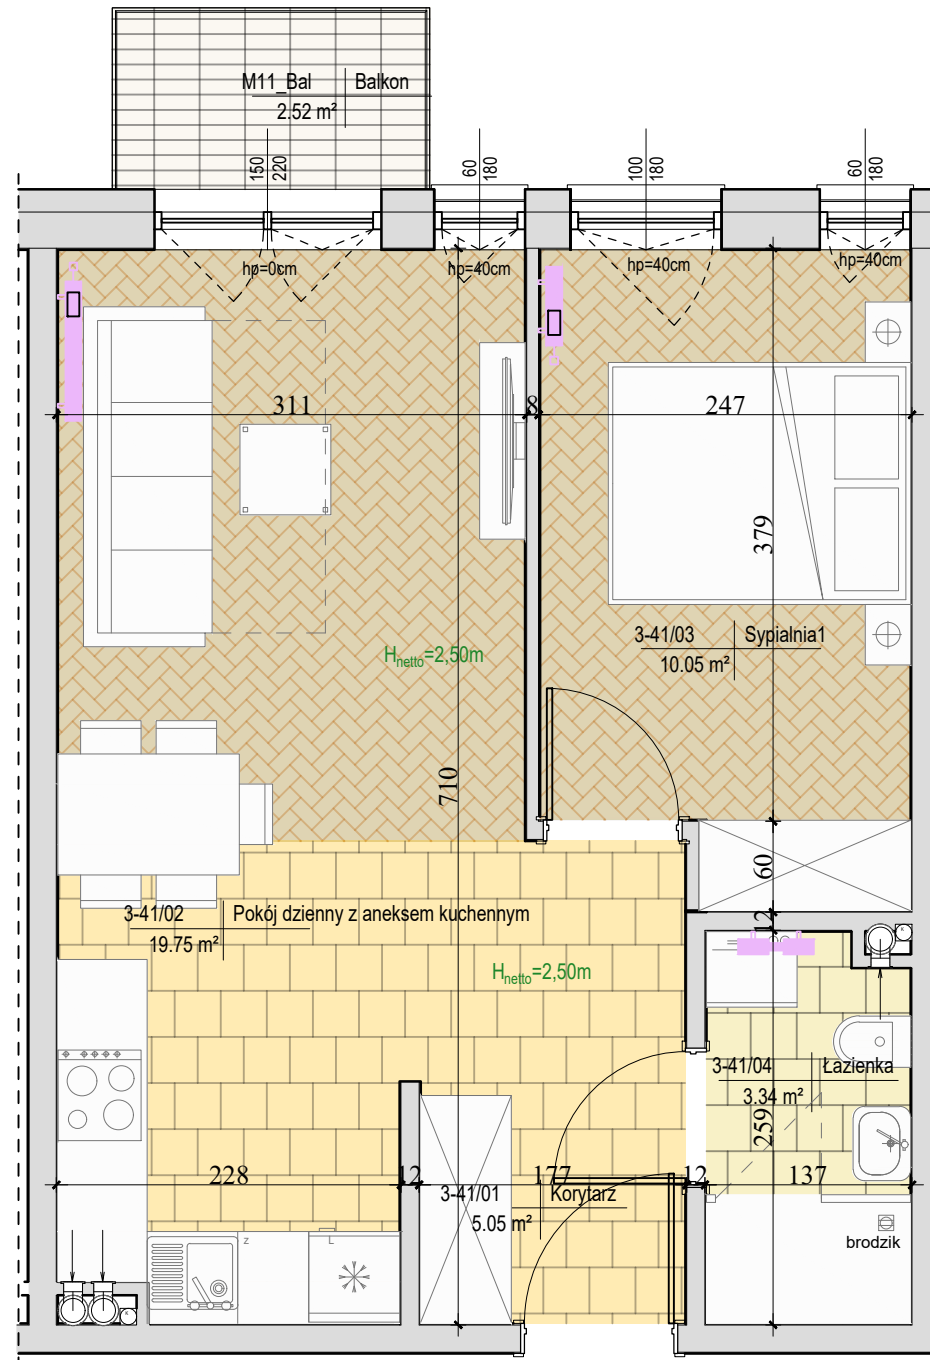 M11_Bal Balkon
2.52 m²
150
220
60
180
100
180
60
180
hp=0cm
hp=40cm
hp=40cm
hp=40cm
311
8
247
379
3-41/03 Sypialnia1
10.05 m²
Hnetto=2,50m
710
60
3-41/02 Pokój dzienny z aneksem kuchennym
19.75 m²
12
K
Hnetto=2,50m
3-41/04 Łazienka
3.34 m²
259
228
12
177
12
137
3-41/01 Korytarz
5.05 m²
z
L
brodzik
K